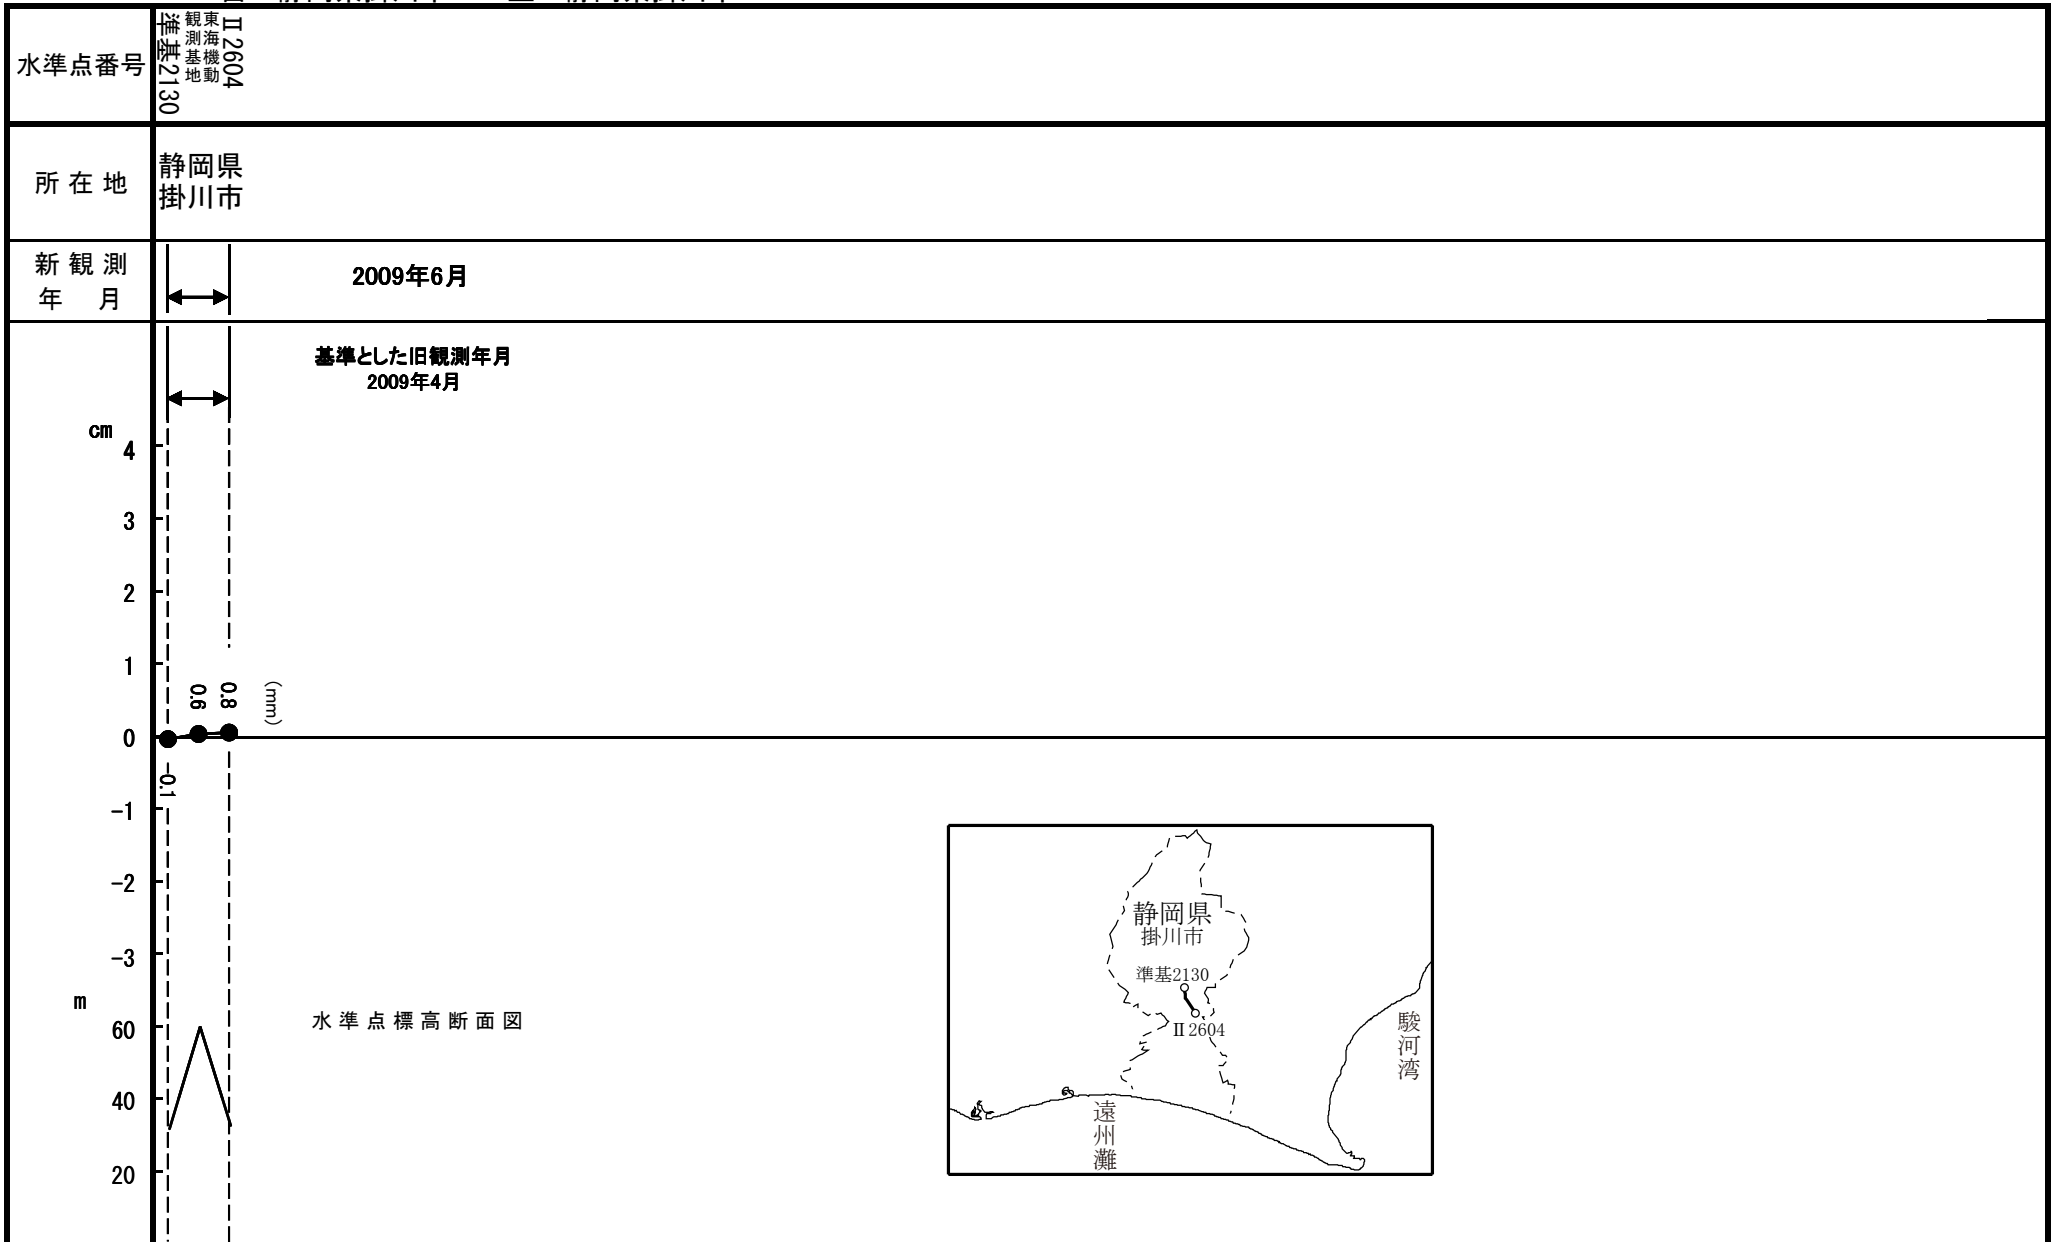 水準点番号
準基2130
東海機動
観測基地
Ⅱ2604
所在地
静岡県
掛川市
新観測
年 月
2009年6月
基準とした旧観測年月
2009年4月
cm
4
3
2
1
0
-1
-2
-3
-0.1
0.6
0.8
(mm)
m
60
40
20
水準点標高断面図
静岡県
掛川市
準基2130
Ⅱ2604
駿河湾
遠州灘